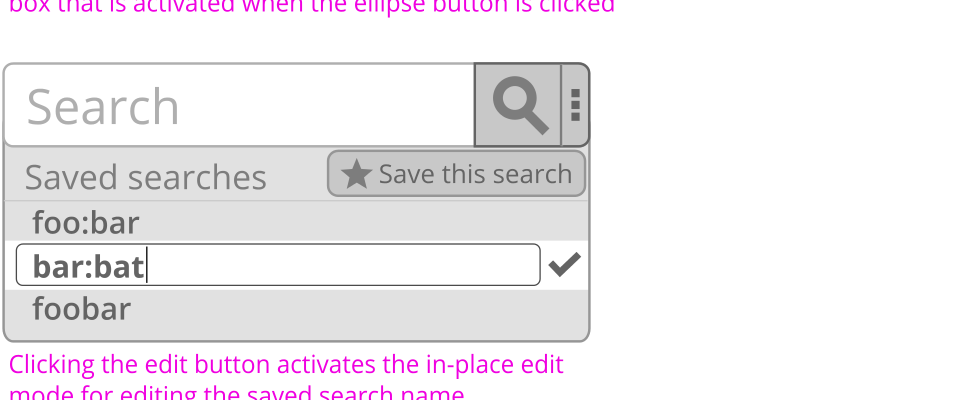 box that is activated when the ellipse button is clicked
Search
Saved searches
Save this search
foo:bar
bar:bat
foobar
Clicking the edit button activates the in-place edit
mode for editing the saved search name